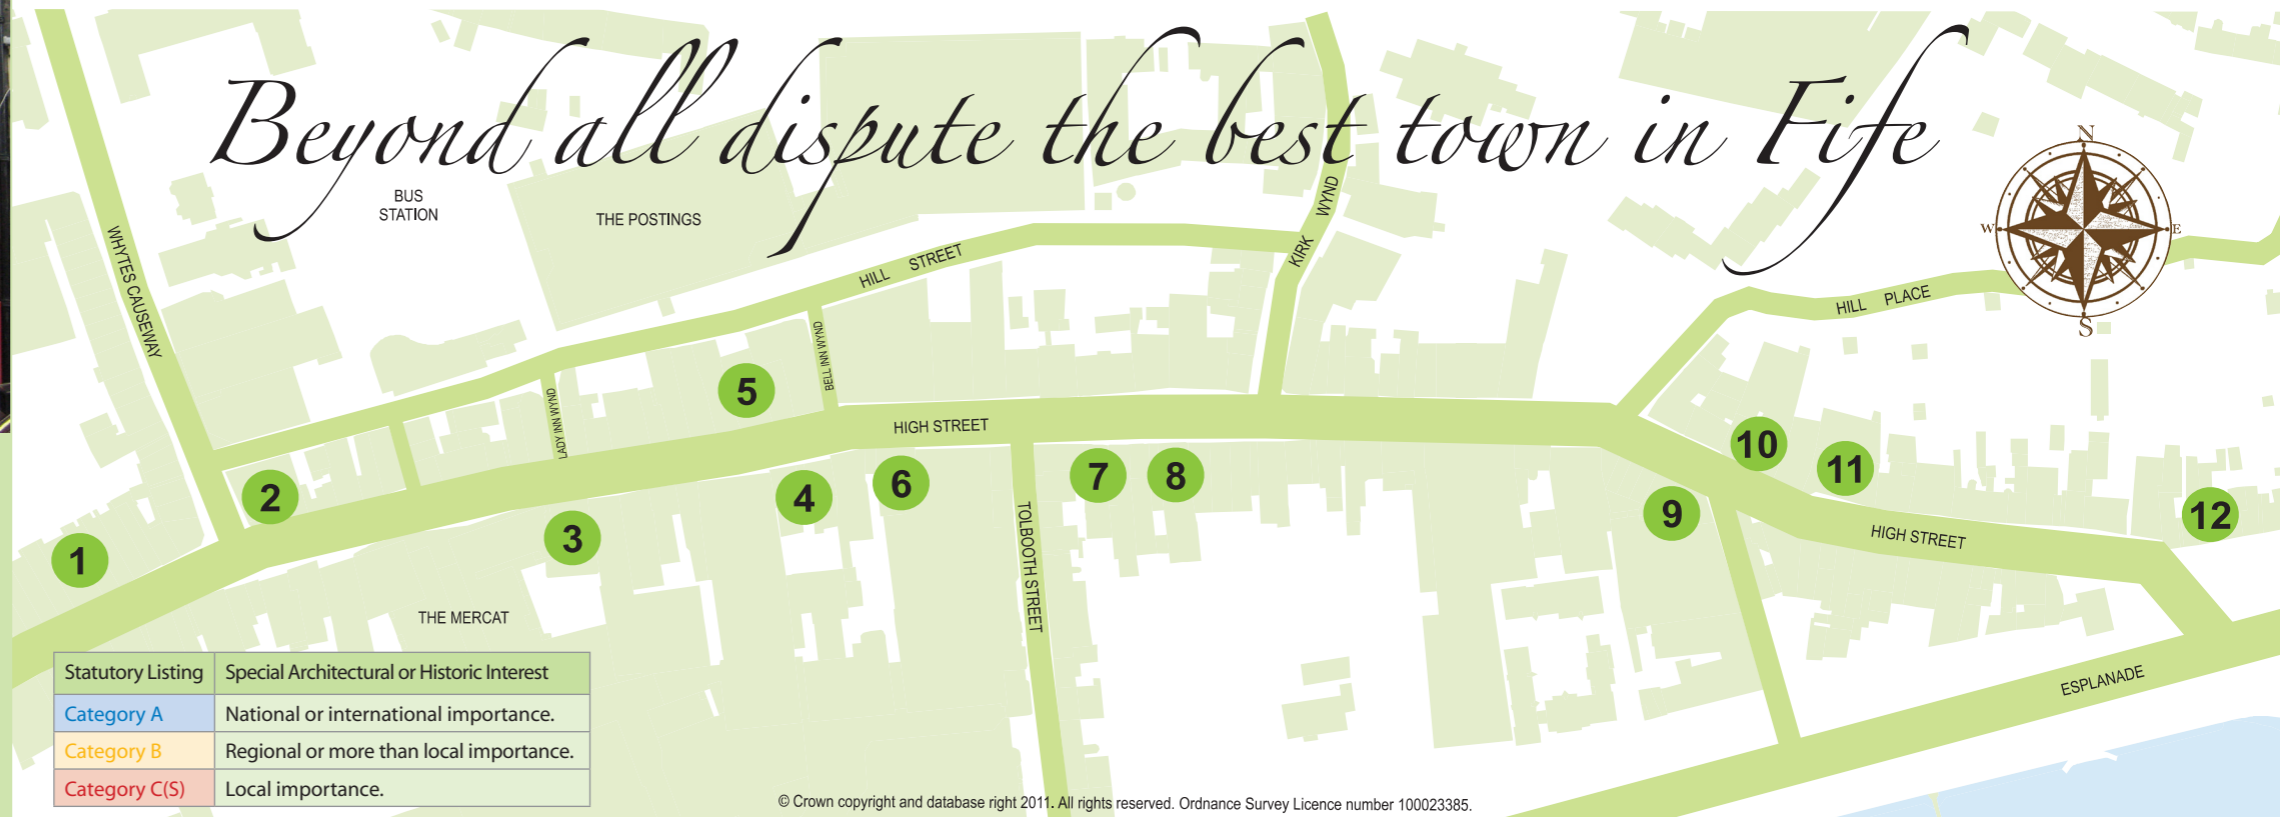 Beyond all dispute the best town in Fife
N
W
E
S
BUS
STATION
THE POSTINGS
WHYTES CAUSEWAY
HILL STREET
KIRK WYND
HILL PLACE
BELL INN WYND
LADY INN WYND
5
HIGH STREET
2
4
6
7
8
10
11
9
12
1
3
TOLBOOTH STREET
HIGH STREET
THE MERCAT
ESPLANADE
Statutory Listing Special Architectural or Historic Interest
Category A National or international importance.
Category B Regional or more than local importance.
Category C(S) Local importance.
© Crown copyright and database right 2011. All rights reserved. Ordnance Survey Licence number 100023385.